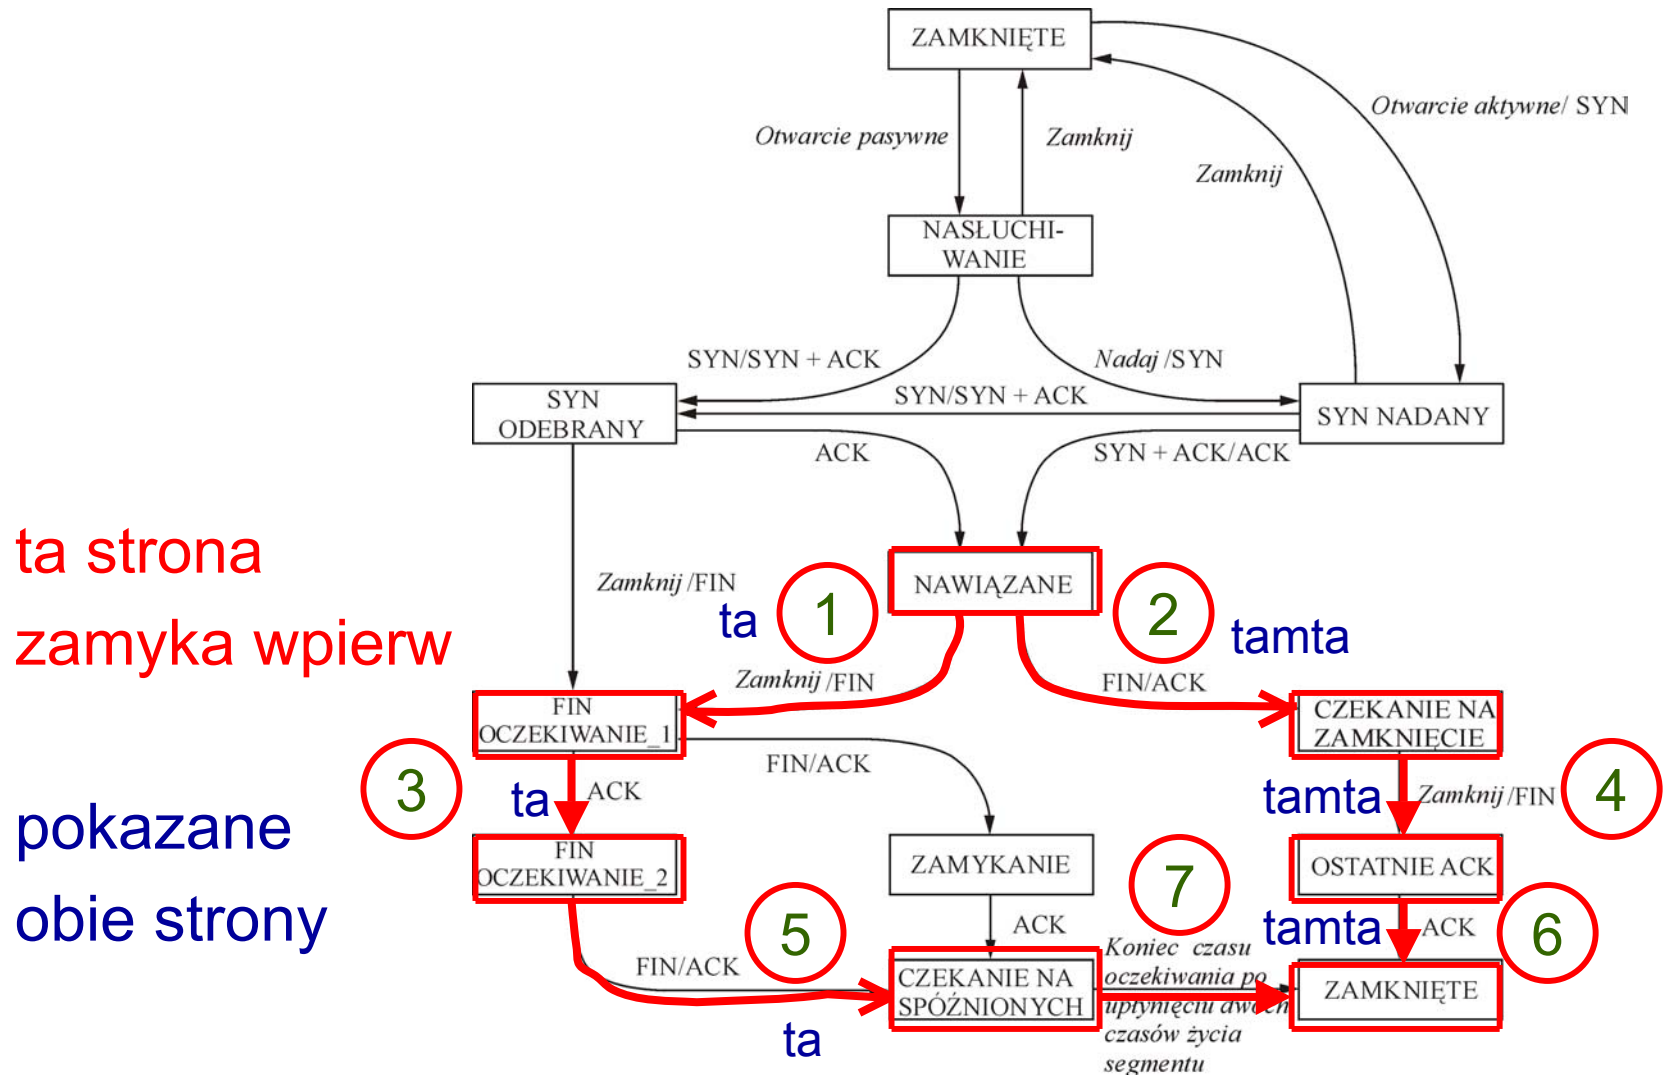 ZAMKNIĘTE
Otwarcie aktywne/ SYN
Otwarcie pasywne
Zamknij
Zamknij
NASŁUCHI-
WANIE
SYN/SYN + ACK
Nadaj /SYN
SYN/SYN + ACK
SYN
ODEBRANY
SYN NADANY
ACK
SYN + ACK/ACK
ta strona
zamyka wpierw
Zamknij /FIN
NAWIĄZANE
ta
1
2
tamta
Zamknij /FIN
FIN/ACK
FIN
OCZEKIWANIE_1
CZEKANIE NA
ZAMKNIĘCIE
FIN/ACK
3
ta
ACK
tamta
Zamknij /FIN
4
pokazane
obie strony
FIN
OCZEKIWANIE_2
ZAMYKANIE
7
OSTATNIE ACK
5
ACK
tamta
ACK
6
FIN/ACK
CZEKANIE NA
SPÓŹNIONYCH
Koniec czasu
oczekiwania po
upłynięciu dwóch
czasów życia
segmentu
ZAMKNIĘTE
ta